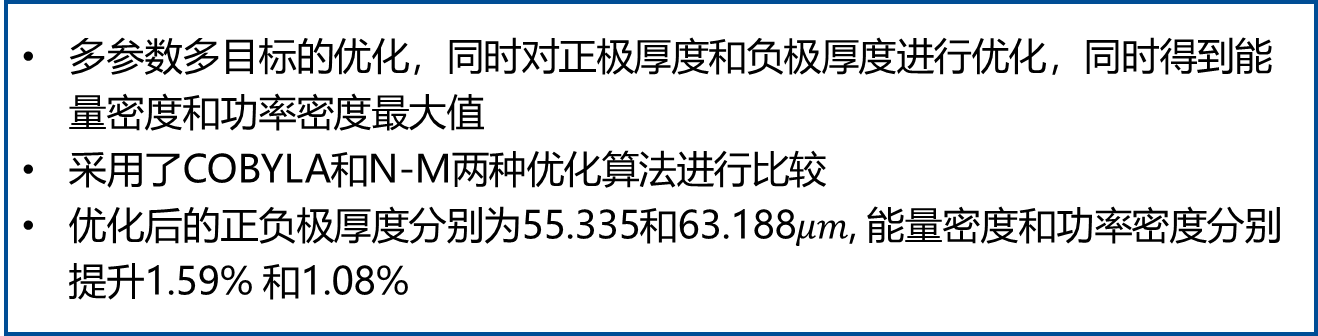 • 多参数多目标的优化，同时对正极厚度和负极厚度进行优化，同时得到能
量密度和功率密度最大值
• 采用了COBYLA和N-M两种优化算法进行比较
• 优化后的正负极厚度分别为55.335和63.188μm, 能量密度和功率密度分别
提升1.59% 和1.08%